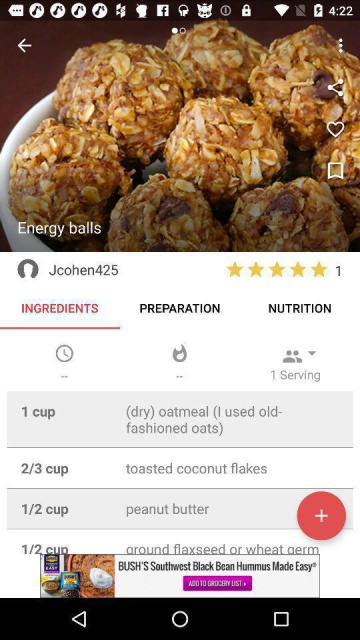 4:22
Energy balls
Jcohen425
1
INGREDIENTS PREPARATION NUTRITION
-- -- 1 Serving
1 cup (dry) oatmeal (I used old-
fashioned oats)
2/3 cup toasted coconut flakes
1/2 cup peanut butter
1/2 cup ground flaxseed or wheat germ
BUSH'S Southwest Black Bean Hummus Made Easy®
ADD TO GROCERY LIST